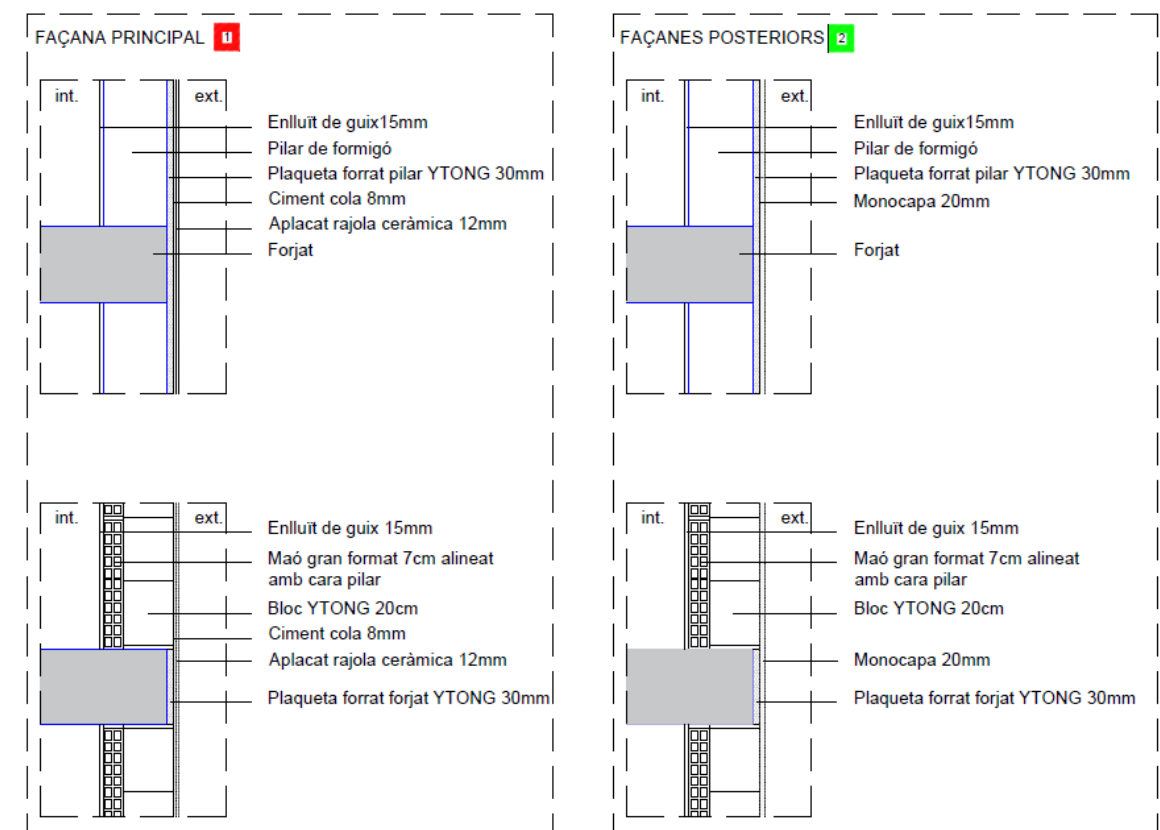 FAÇANA PRINCIPAL 1
int.
ext.
Enlluït de guix15mm
Pilar de formigó
Plaqueta forrat pilar YTONG 30mm
Ciment cola 8mm
Aplacat rajola ceràmica 12mm
Forjat
int.
ext.
Enlluït de guix 15mm
Maó gran format 7cm alineat
amb cara pilar
Bloc YTONG 20cm
Ciment cola 8mm
Aplacat rajola ceràmica 12mm
Plaqueta forrat forjat YTONG 30mm
FAÇANES POSTERIORS 2
int.
ext.
Enlluït de guix15mm
Pilar de formigó
Plaqueta forrat pilar YTONG 30mm
Monocapa 20mm
Forjat
int.
ext.
Enlluït de guix 15mm
Maó gran format 7cm alineat
amb cara pilar
Bloc YTONG 20cm
Monocapa 20mm
Plaqueta forrat forjat YTONG 30mm